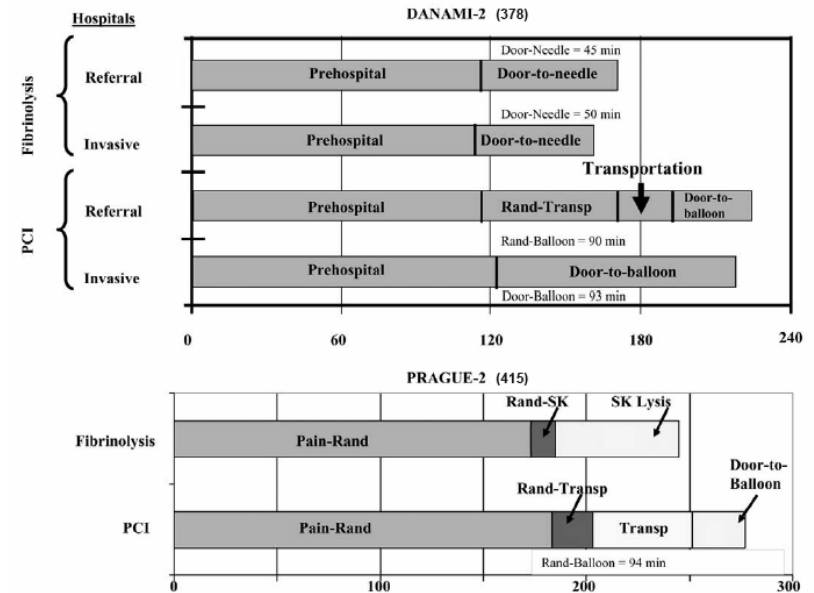 Hospitals
DANAMI-2 (378)
Fibrinolysis
Door-Needle = 45 min
Referral
Prehospital
Door-to-needle
Door-Needle = 50 min
Invasive
Prehospital
Door-to-needle
Transportation
PCI
Referral
Prehospital
Rand-Transp
Door-to-
balloon
Rand-Balloon = 90 min
Invasive
Prehospital
Door-to-balloon
Door-Balloon = 93 min
0 60 120 180 240
PRAGUE-2 (415)
Rand-SK
SK Lysis
Fibrinolysis
Pain-Rand
Door-to-
Balloon
Rand-Transp
PCI
Pain-Rand
Transp
Rand-Balloon = 94 min
0 100 200 300